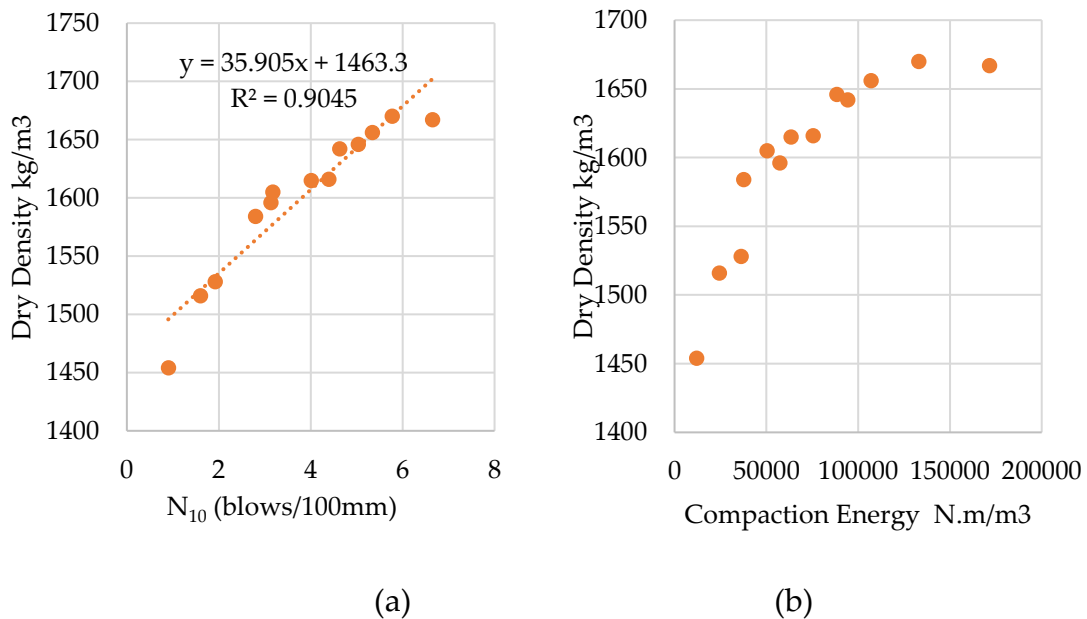 Dry Density kg/m3
1750
1700
1650
1600
1550
1500
1450
1400
y = 35.905x + 1463.3
R² = 0.9045
0 2 4 6 8
N₁₀ (blows/100mm)
(a)
Dry Density kg/m3
1700
1650
1600
1550
1500
1450
1400
0 50000 100000 150000 200000
Compaction Energy N.m/m3
(b)